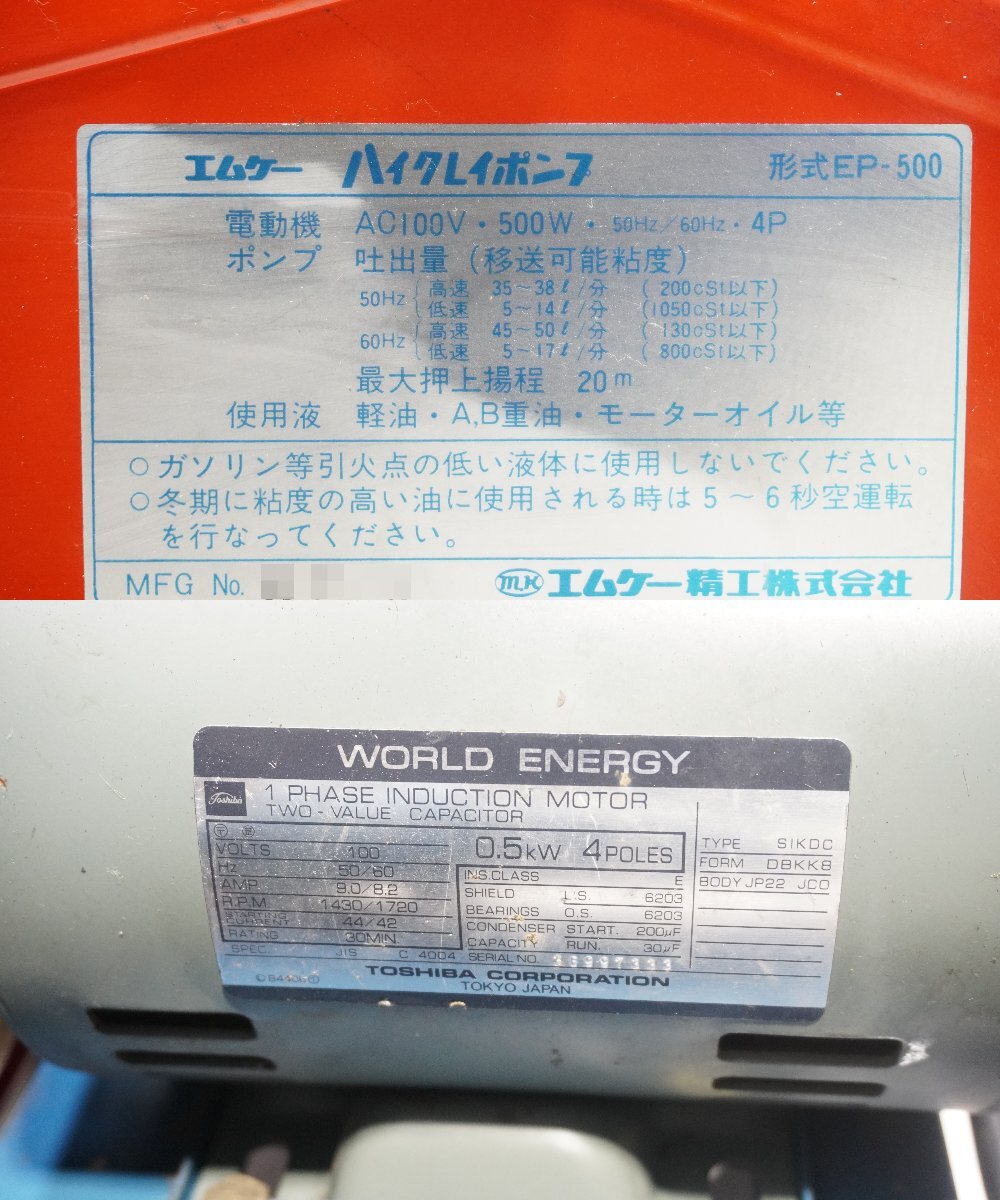 エムケー ハイクレイポンプ 形式EP-500
電動機 AC100V・500W・50Hz/60Hz・4P
ポンプ 吐出量(移送可能粘度)
50Hz { 高速 35~38ℓ/分 (200cSt以下)
低速 5~14ℓ/分 (1050cSt以下)
60Hz { 高速 45~50ℓ/分 (130cSt以下)
低速 5~17ℓ/分 (800cSt以下)
最大押上揚程 20m
使用液 軽油・A,B重油・モーターオイル等
○ガソリン等引火点の低い液体に使用しないでください。
○冬期に粘度の高い油に使用される時は5~6秒空運転
を行なってください。
MFG No. MK エムケー精工株式会社
WORLD ENERGY
Toshiba 1 PHASE INDUCTION MOTOR
TWO-VALUE CAPACITOR
0.5kW 4POLES
VOLTS 100
Hz 50/60
AMP. 9.0/8.2
R.P.M 1430/1720
STARTING CURRENT 44/42
RATING 30MIN.
SPEC. JIS C 4004
INS.CLASS E
SHIELD L'S. 6203
BEARINGS O.S. 6203
CONDENSER START. 200μF
CAPACITY RUN. 30μF
SERIAL NO.
TYPE SIKDC
FORM DBKK8
BODY JP22 JC0
TOSHIBA CORPORATION
TOKYO JAPAN